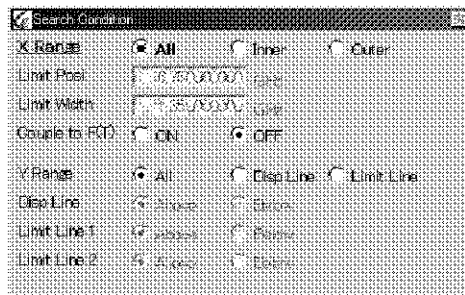 Search Condition
X Range All Inner Outer
Limit Posi
Limit Width GHz
Couple to F(T) ON OFF
Y Range All Disp Line Limit Line
Disp Line Above Below
Limit Line 1 Above Below
Limit Line 2 Above Below